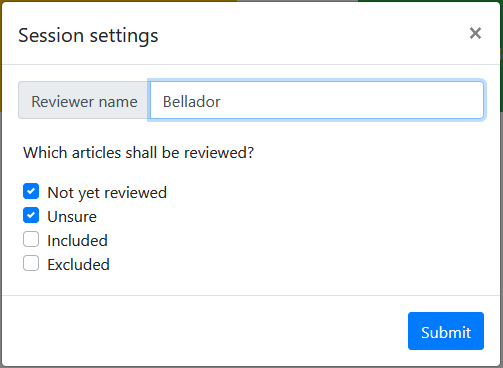 Session settings ×
Reviewer name Bellador
Which articles shall be reviewed?
Not yet reviewed
Unsure
Included
Excluded
Submit